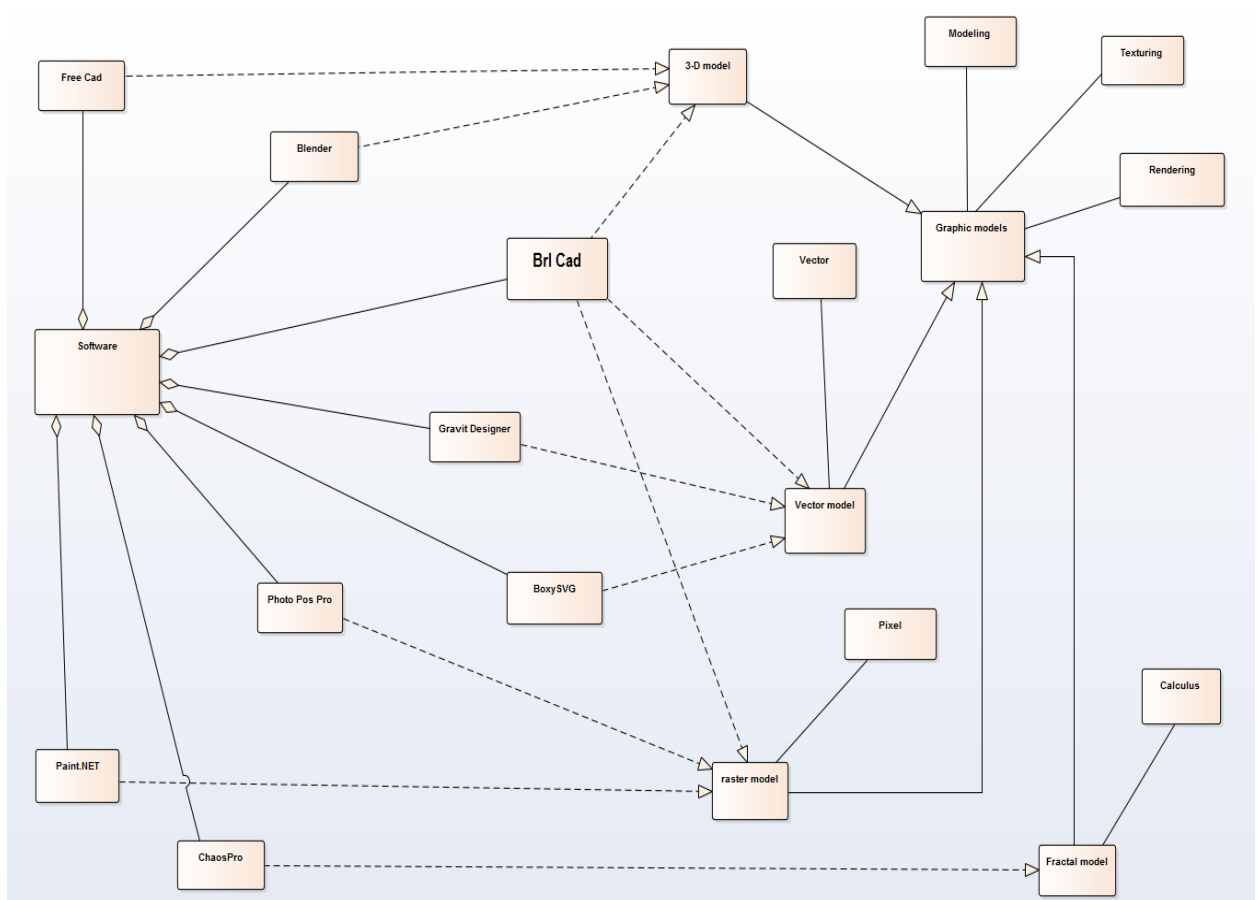 Modeling
Texturing
Free Cad
3-D model
Blender
Rendering
Graphic models
Brl Cad
Vector
Software
Gravit Designer
Vector model
BoxySVG
Photo Pos Pro
Pixel
Calculus
Paint.NET
raster model
ChaosPro
Fractal model